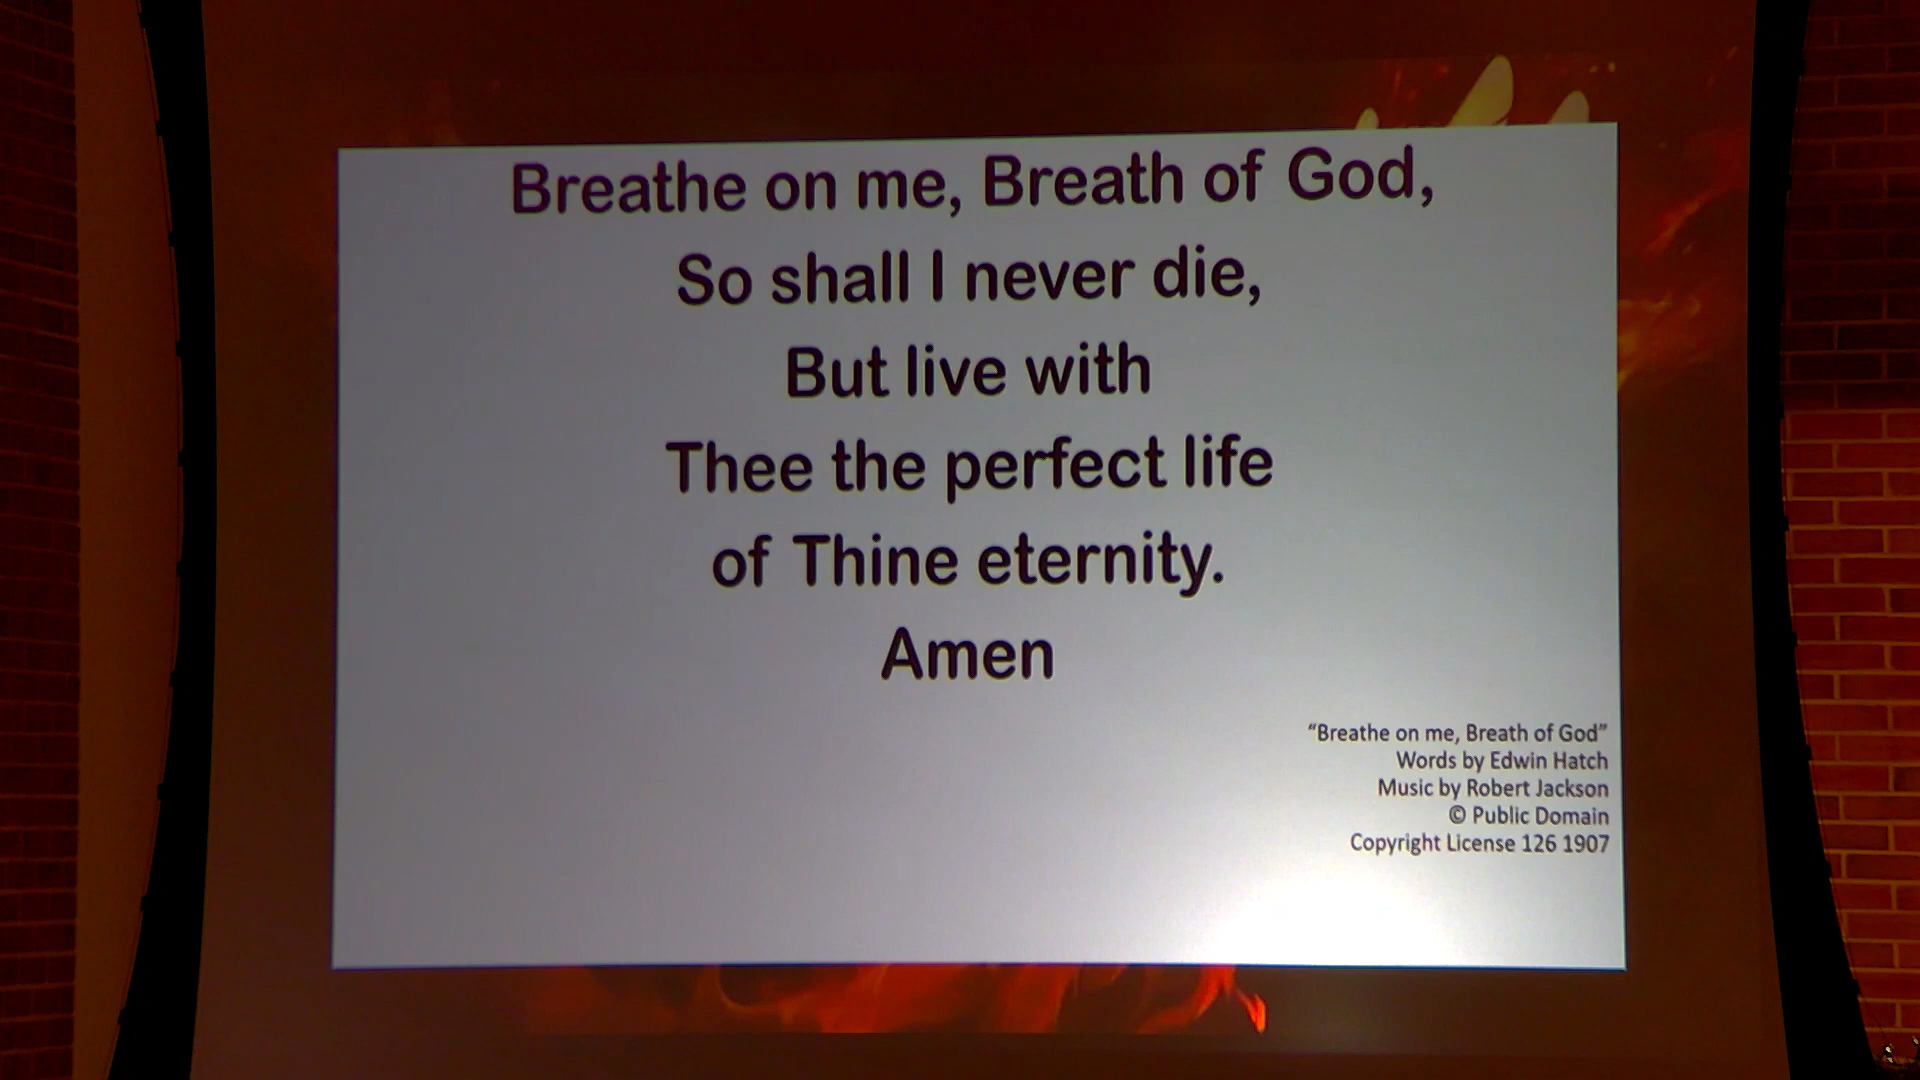 Breathe on me, Breath of God,
So shall I never die,
But live with
Thee the perfect life
of Thine eternity.
Amen
“Breathe on me, Breath of God”
Words by Edwin Hatch
Music by Robert Jackson
© Public Domain
Copyright License 126 1907